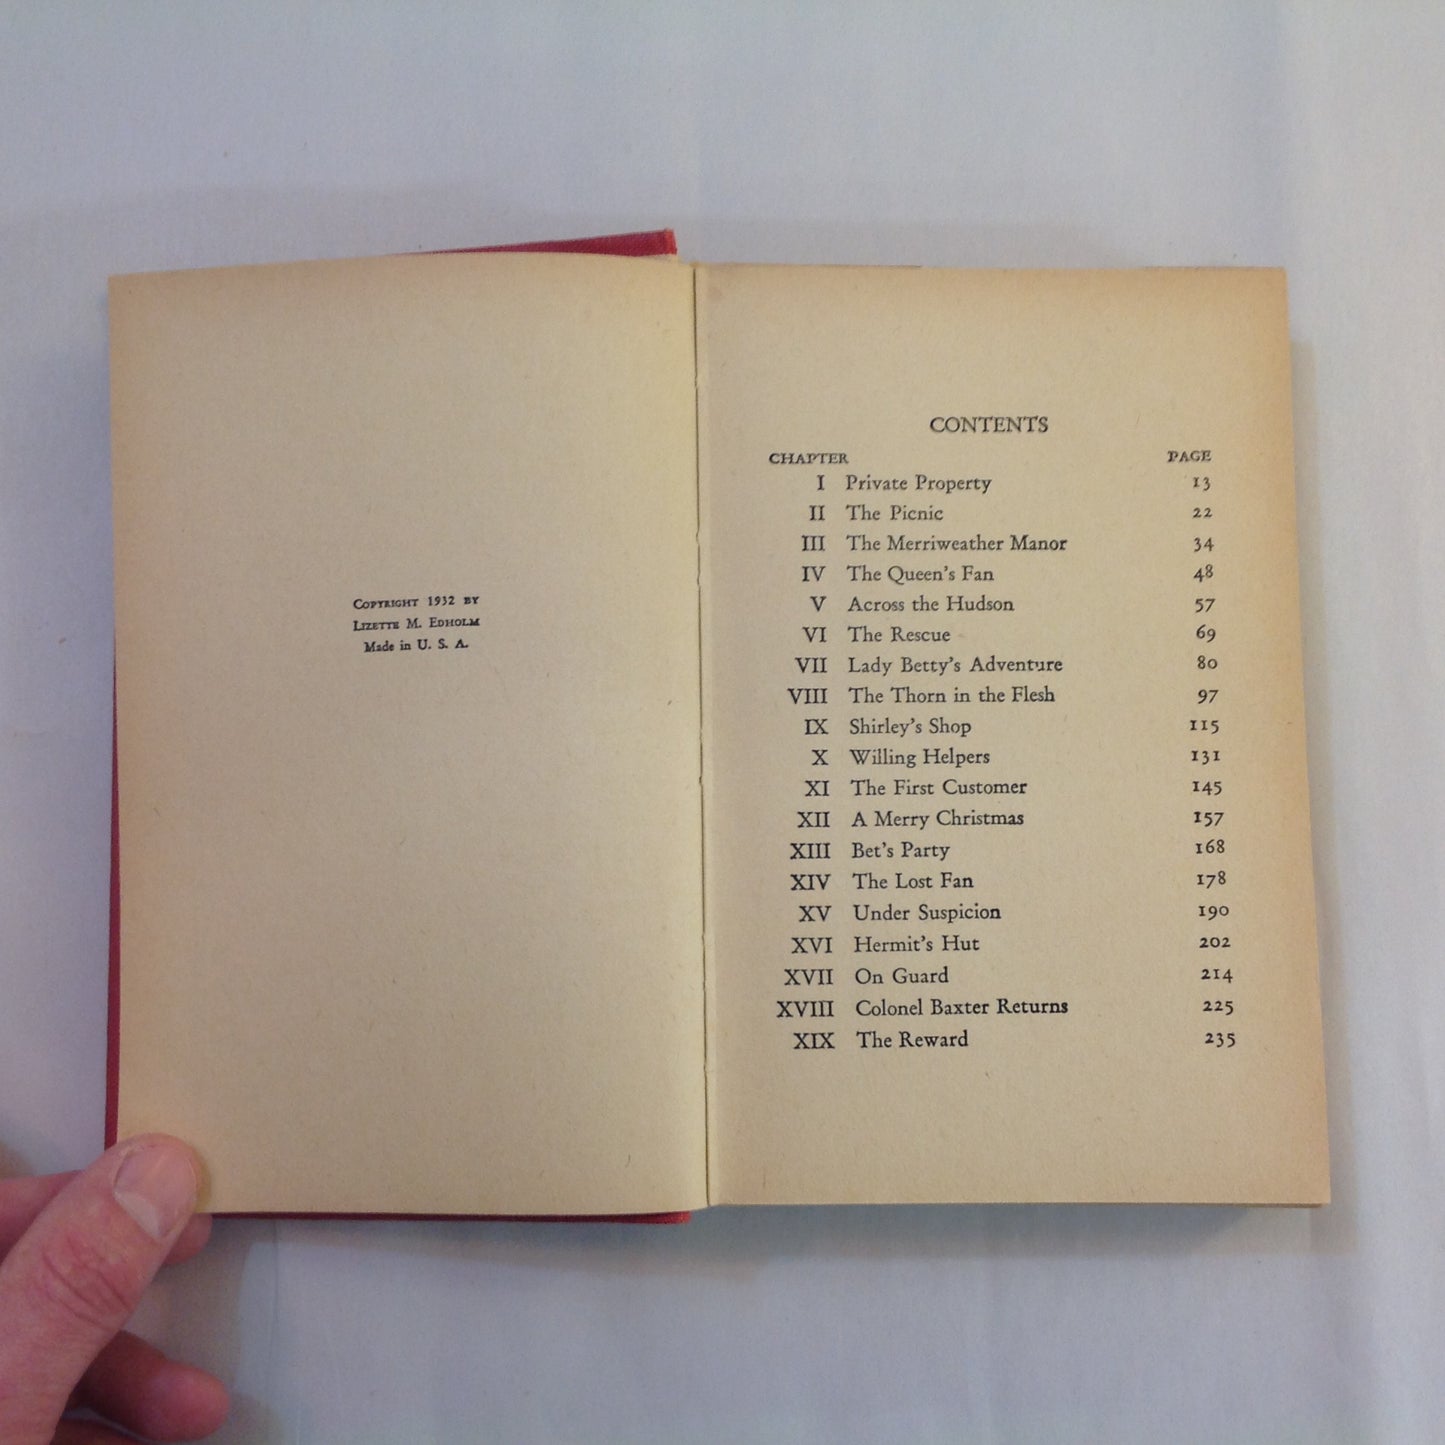 Copyright 1932 by
Lizette M. Edholm
Made in U. S. A.
CONTENTS
CHAPTER PAGE
I Private Property 13
II The Picnic 22
III The Merriweather Manor 34
IV The Queen's Fan 48
V Across the Hudson 57
VI The Rescue 69
VII Lady Betty's Adventure 80
VIII The Thorn in the Flesh 97
IX Shirley's Shop 115
X Willing Helpers 131
XI The First Customer 145
XII A Merry Christmas 157
XIII Bet's Party 168
XIV The Lost Fan 178
XV Under Suspicion 190
XVI Hermit's Hut 202
XVII On Guard 214
XVIII Colonel Baxter Returns 225
XIX The Reward 235